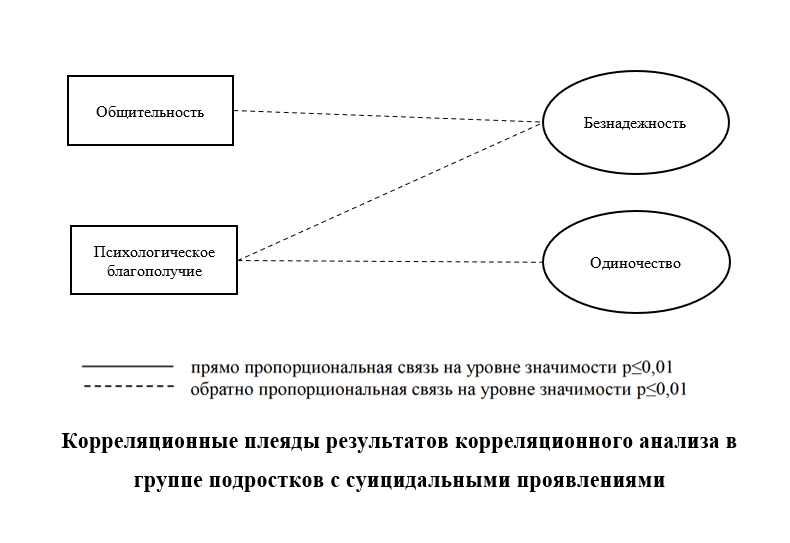 Общительность
Безнадежность
Психологическое
благополучие
Одиночество
прямо пропорциональная связь на уровне значимости p≤0,01
обратно пропорциональная связь на уровне значимости p≤0,01
Корреляционные плеяды результатов корреляционного анализа в
группе подростков с суицидальными проявлениями